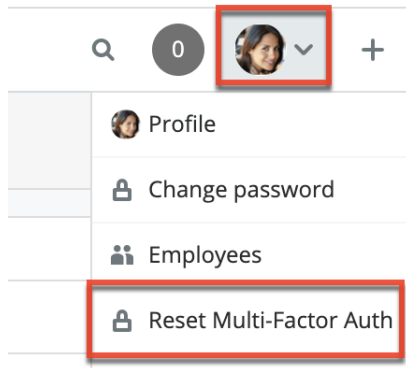 0
Profile
Change password
Employees
Reset Multi-Factor Auth